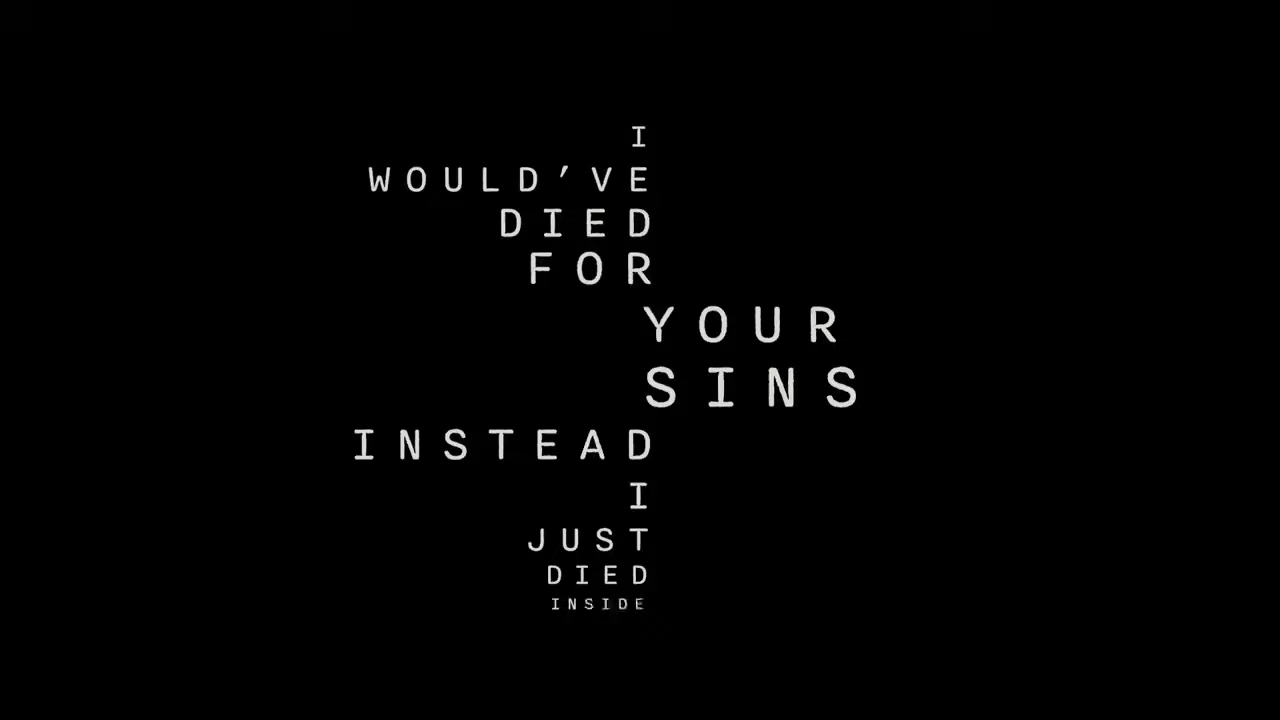 I
WOULD’VE
DIED
FOR
YOUR
SINS
INSTEAD
I
JUST
DIED
INSIDE